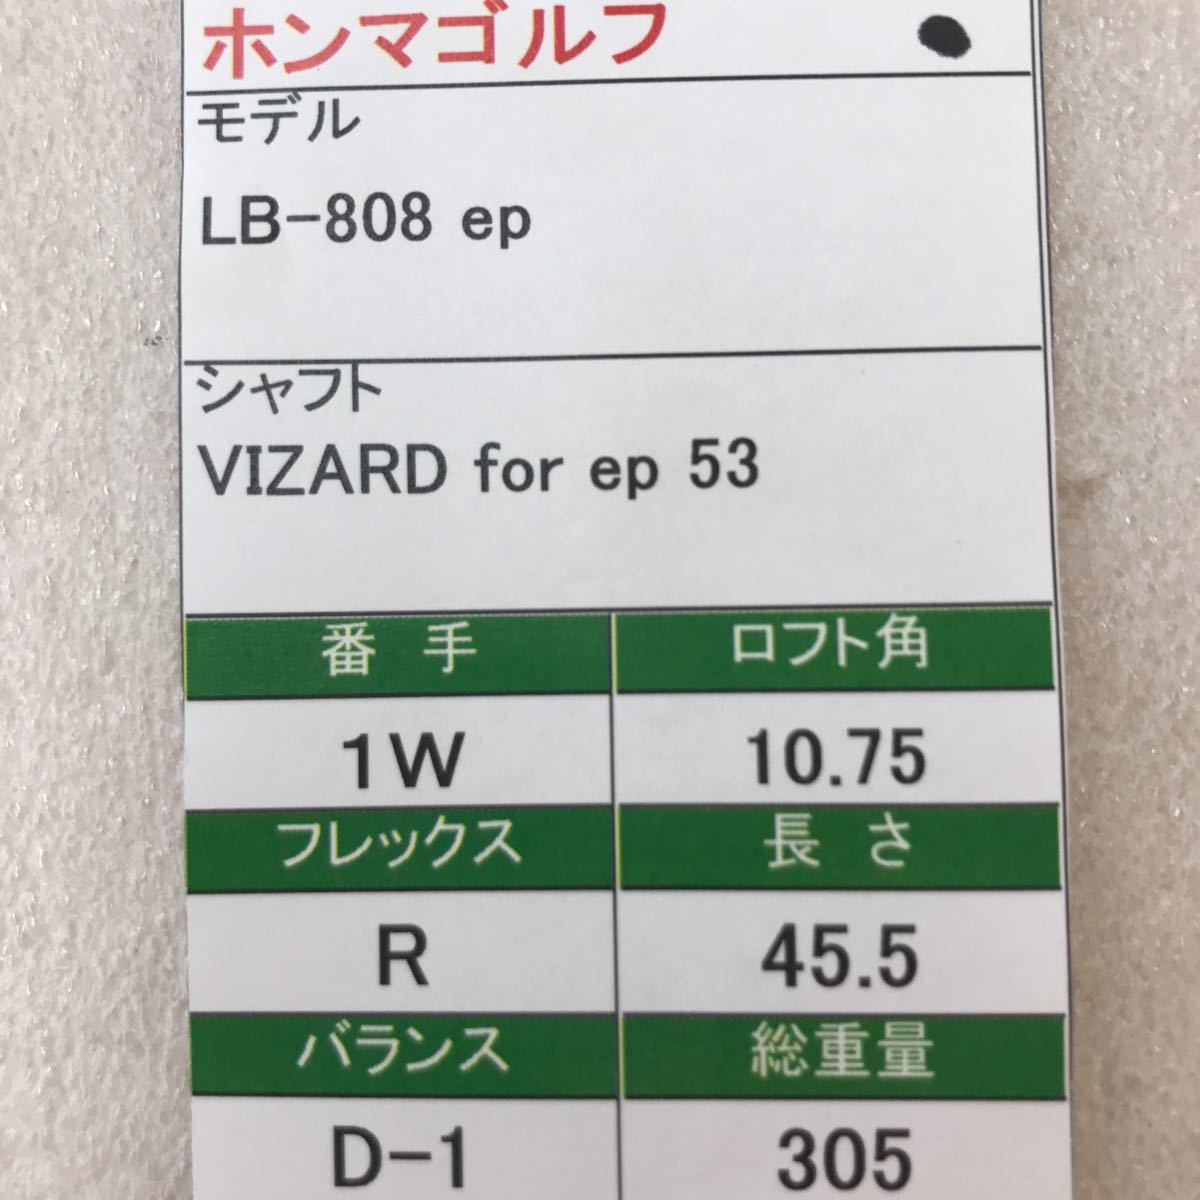 ホンマゴルフ
モデル
LB-808 ep
シャフト
VIZARD for ep 53
番 手 ロフト角
1W 10.75
フレックス 長 さ
R 45.5
バランス 総重量
D-1 305